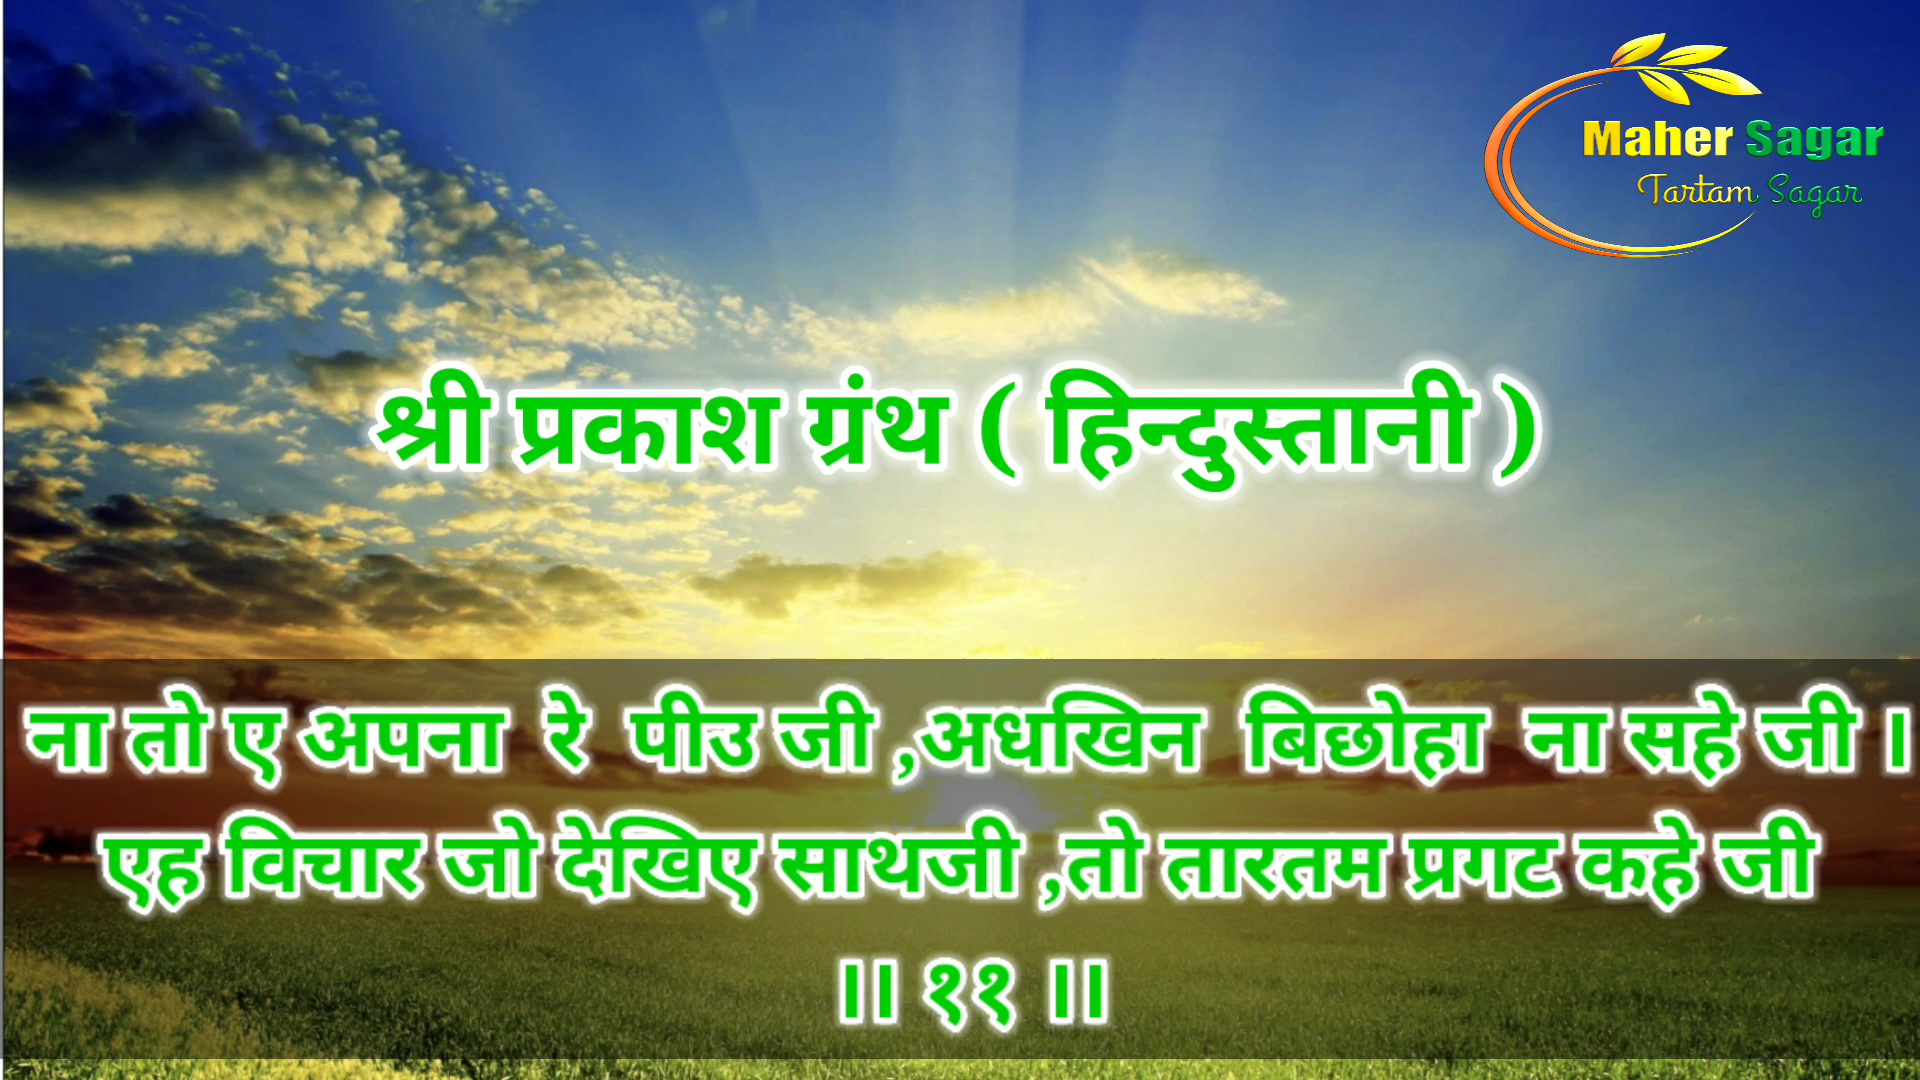 Maher Sagar
Tartam Sagar
श्री प्रकाश ग्रंथ ( हिन्दुस्तानी )
ना तो ए अपना रे पीउ जी ,अधखिन बिछोहा ना सहे जी ।
एह विचार जो देखिए साथजी ,तो तारतम प्रगट कहे जी
।। ११ ।।